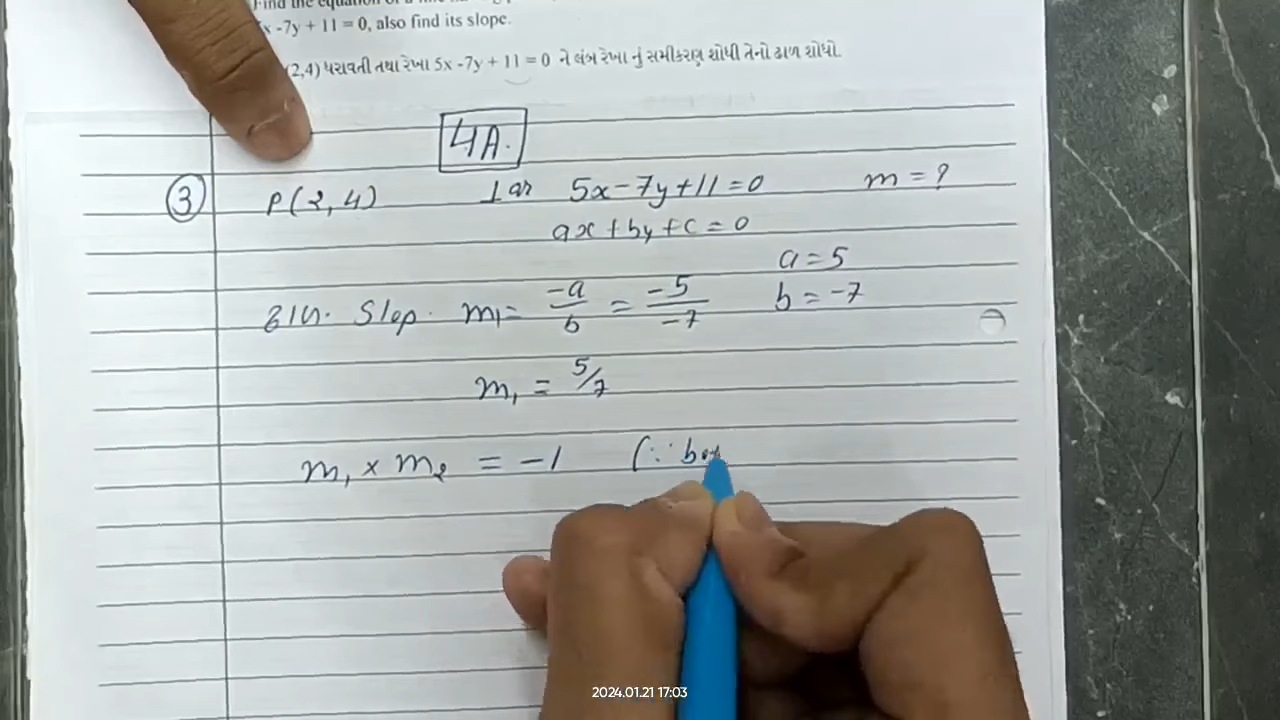 Find the equation of a line
x -7y + 11 = 0, also find its slope.
(2,4) ધરાવતી તથા રેખા 5x -7y + 11 = 0 ને લંબ રેખા નું સમીકરણ શોધી તેનો ઢાળ શોધો.
4A.
③ P(2,4) ⊥ar 5x-7y+11=0 m=?
ax+by+c=0
a=5
ઢાળ. Slop. m₁= -a/b = -5/-7 b=-7
m₁ = 5/7
m₁ × m₂ = -1 (∵
2024.01.21 17:03